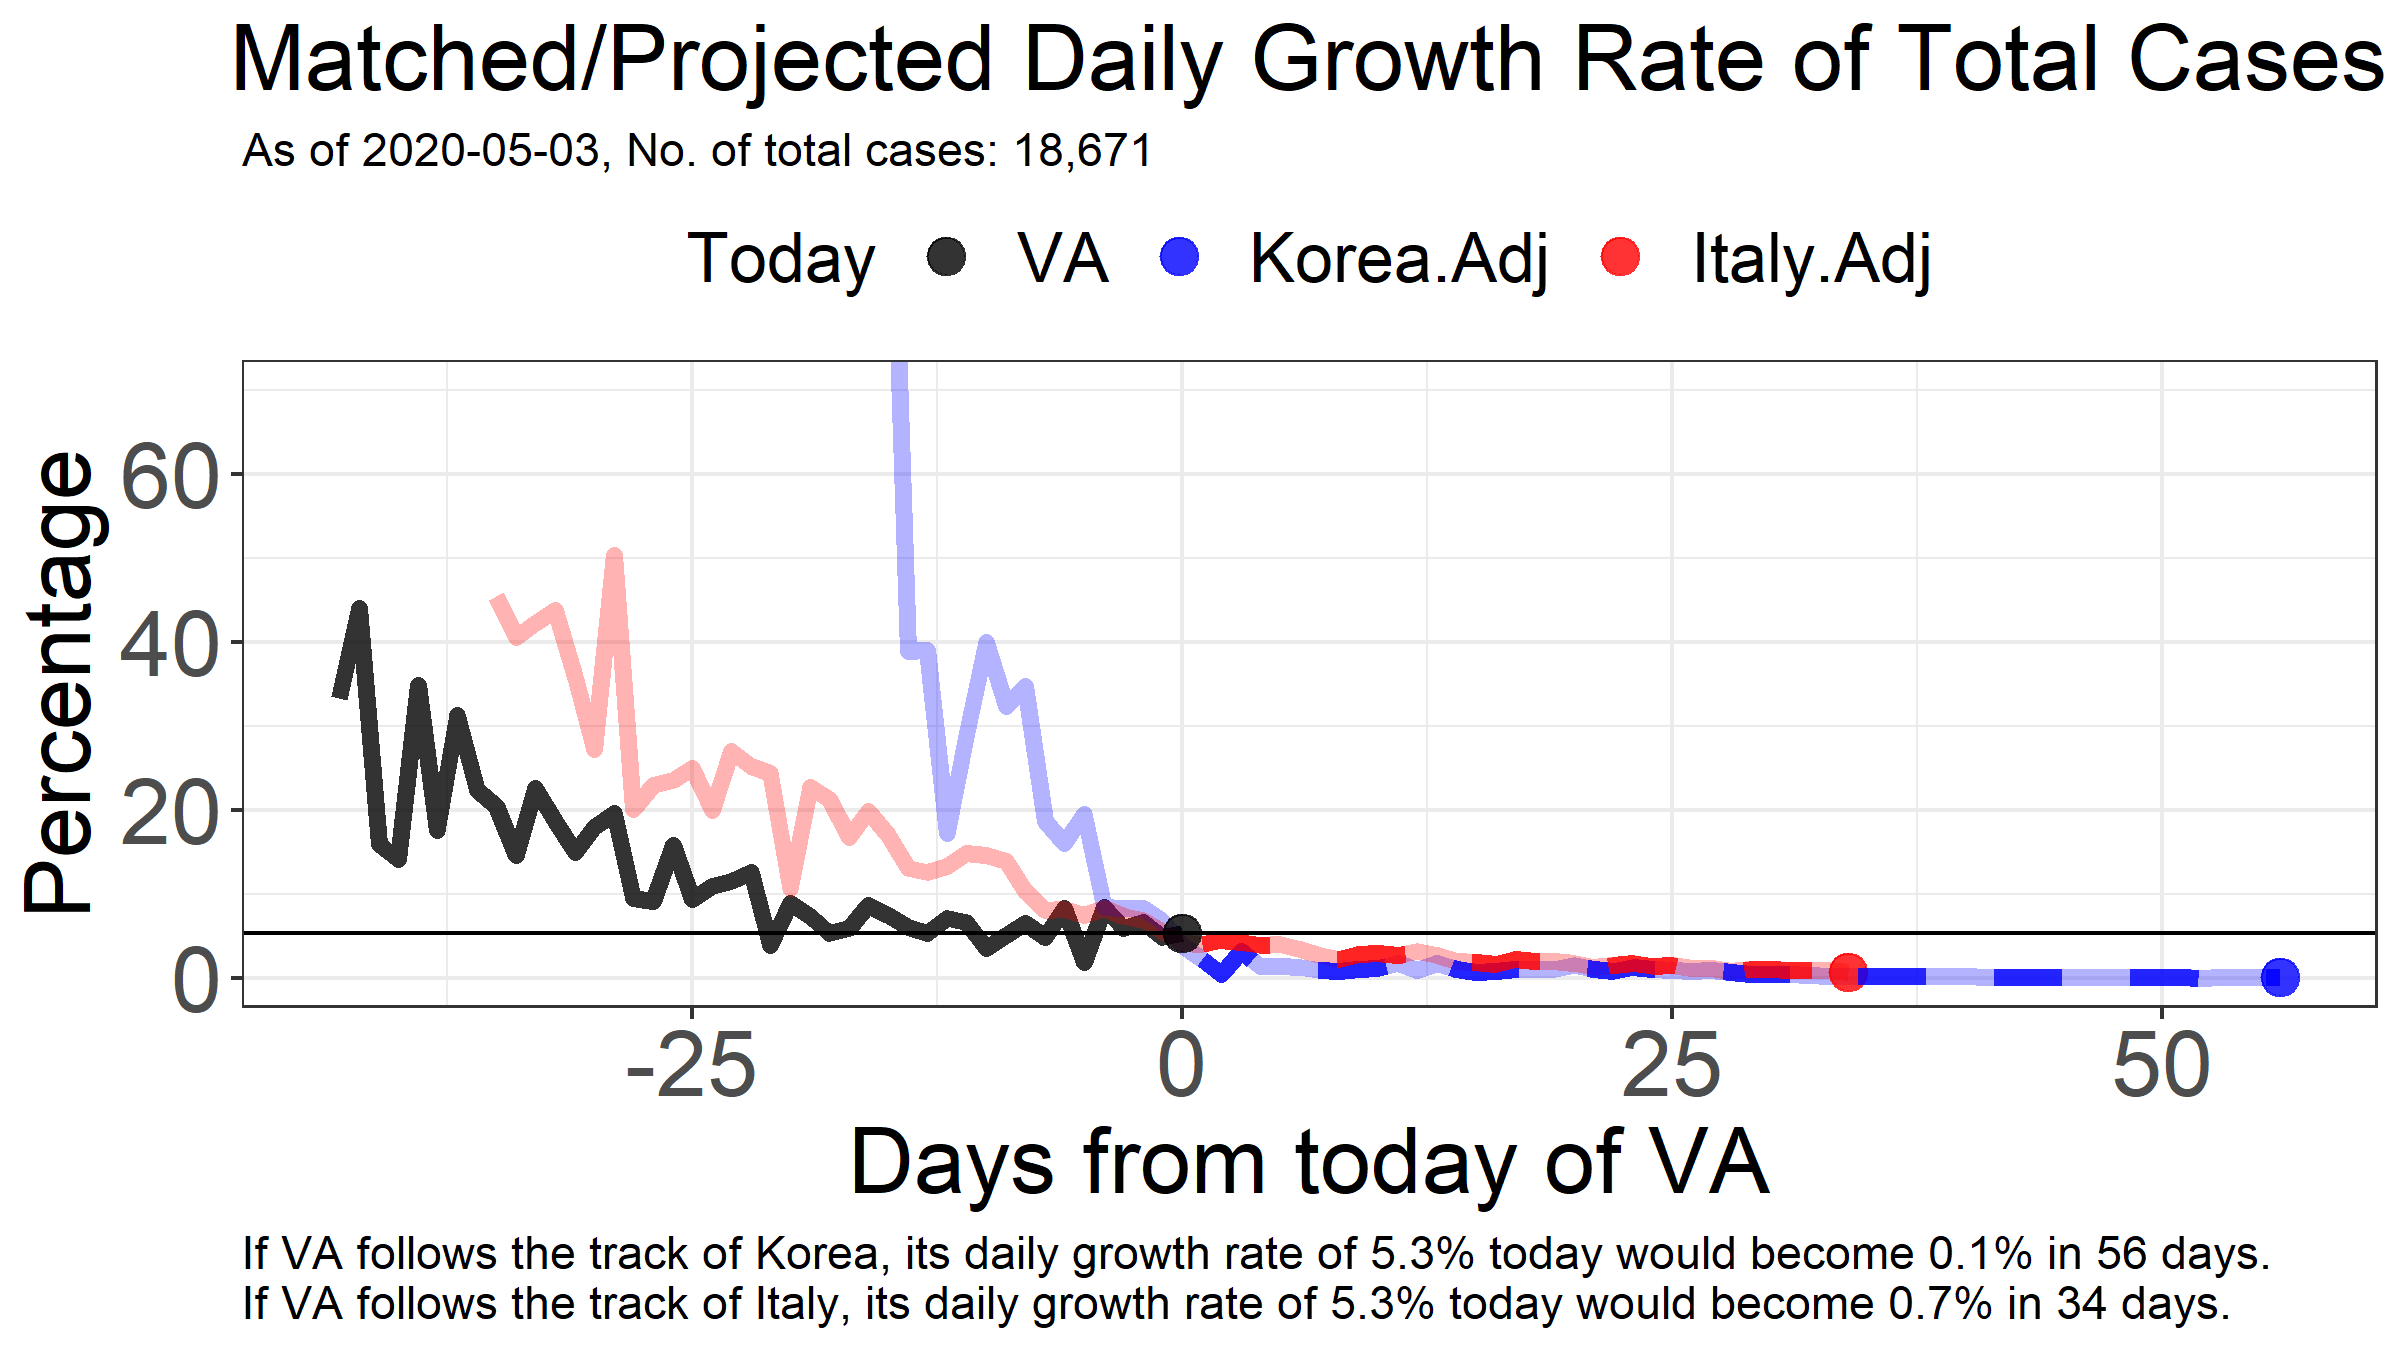 Matched/Projected Daily Growth Rate of Total Cases
As of 2020-05-03, No. of total cases: 18,671
Today VA Korea.Adj Italy.Adj
Percentage
60
40
20
0
-25 0 25 50
Days from today of VA
If VA follows the track of Korea, its daily growth rate of 5.3% today would become 0.1% in 56 days.
If VA follows the track of Italy, its daily growth rate of 5.3% today would become 0.7% in 34 days.